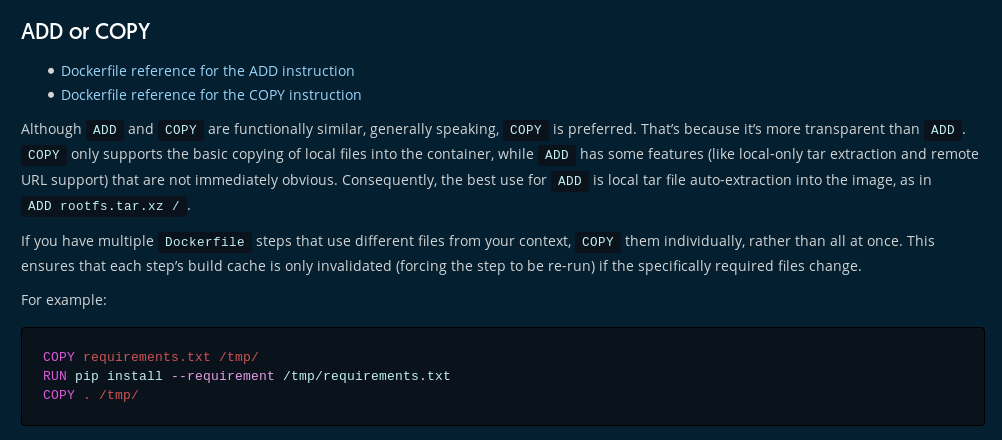 ADD or COPY
Dockerfile reference for the ADD instruction
Dockerfile reference for the COPY instruction
Although ADD and COPY are functionally similar, generally speaking, COPY is preferred. That’s because it’s more transparent than ADD.
COPY only supports the basic copying of local files into the container, while ADD has some features (like local-only tar extraction and remote
URL support) that are not immediately obvious. Consequently, the best use for ADD is local tar file auto-extraction into the image, as in
ADD rootfs.tar.xz /.
If you have multiple Dockerfile steps that use different files from your context, COPY them individually, rather than all at once. This
ensures that each step’s build cache is only invalidated (forcing the step to be re-run) if the specifically required files change.
For example:
COPY requirements.txt /tmp/
RUN pip install --requirement /tmp/requirements.txt
COPY . /tmp/